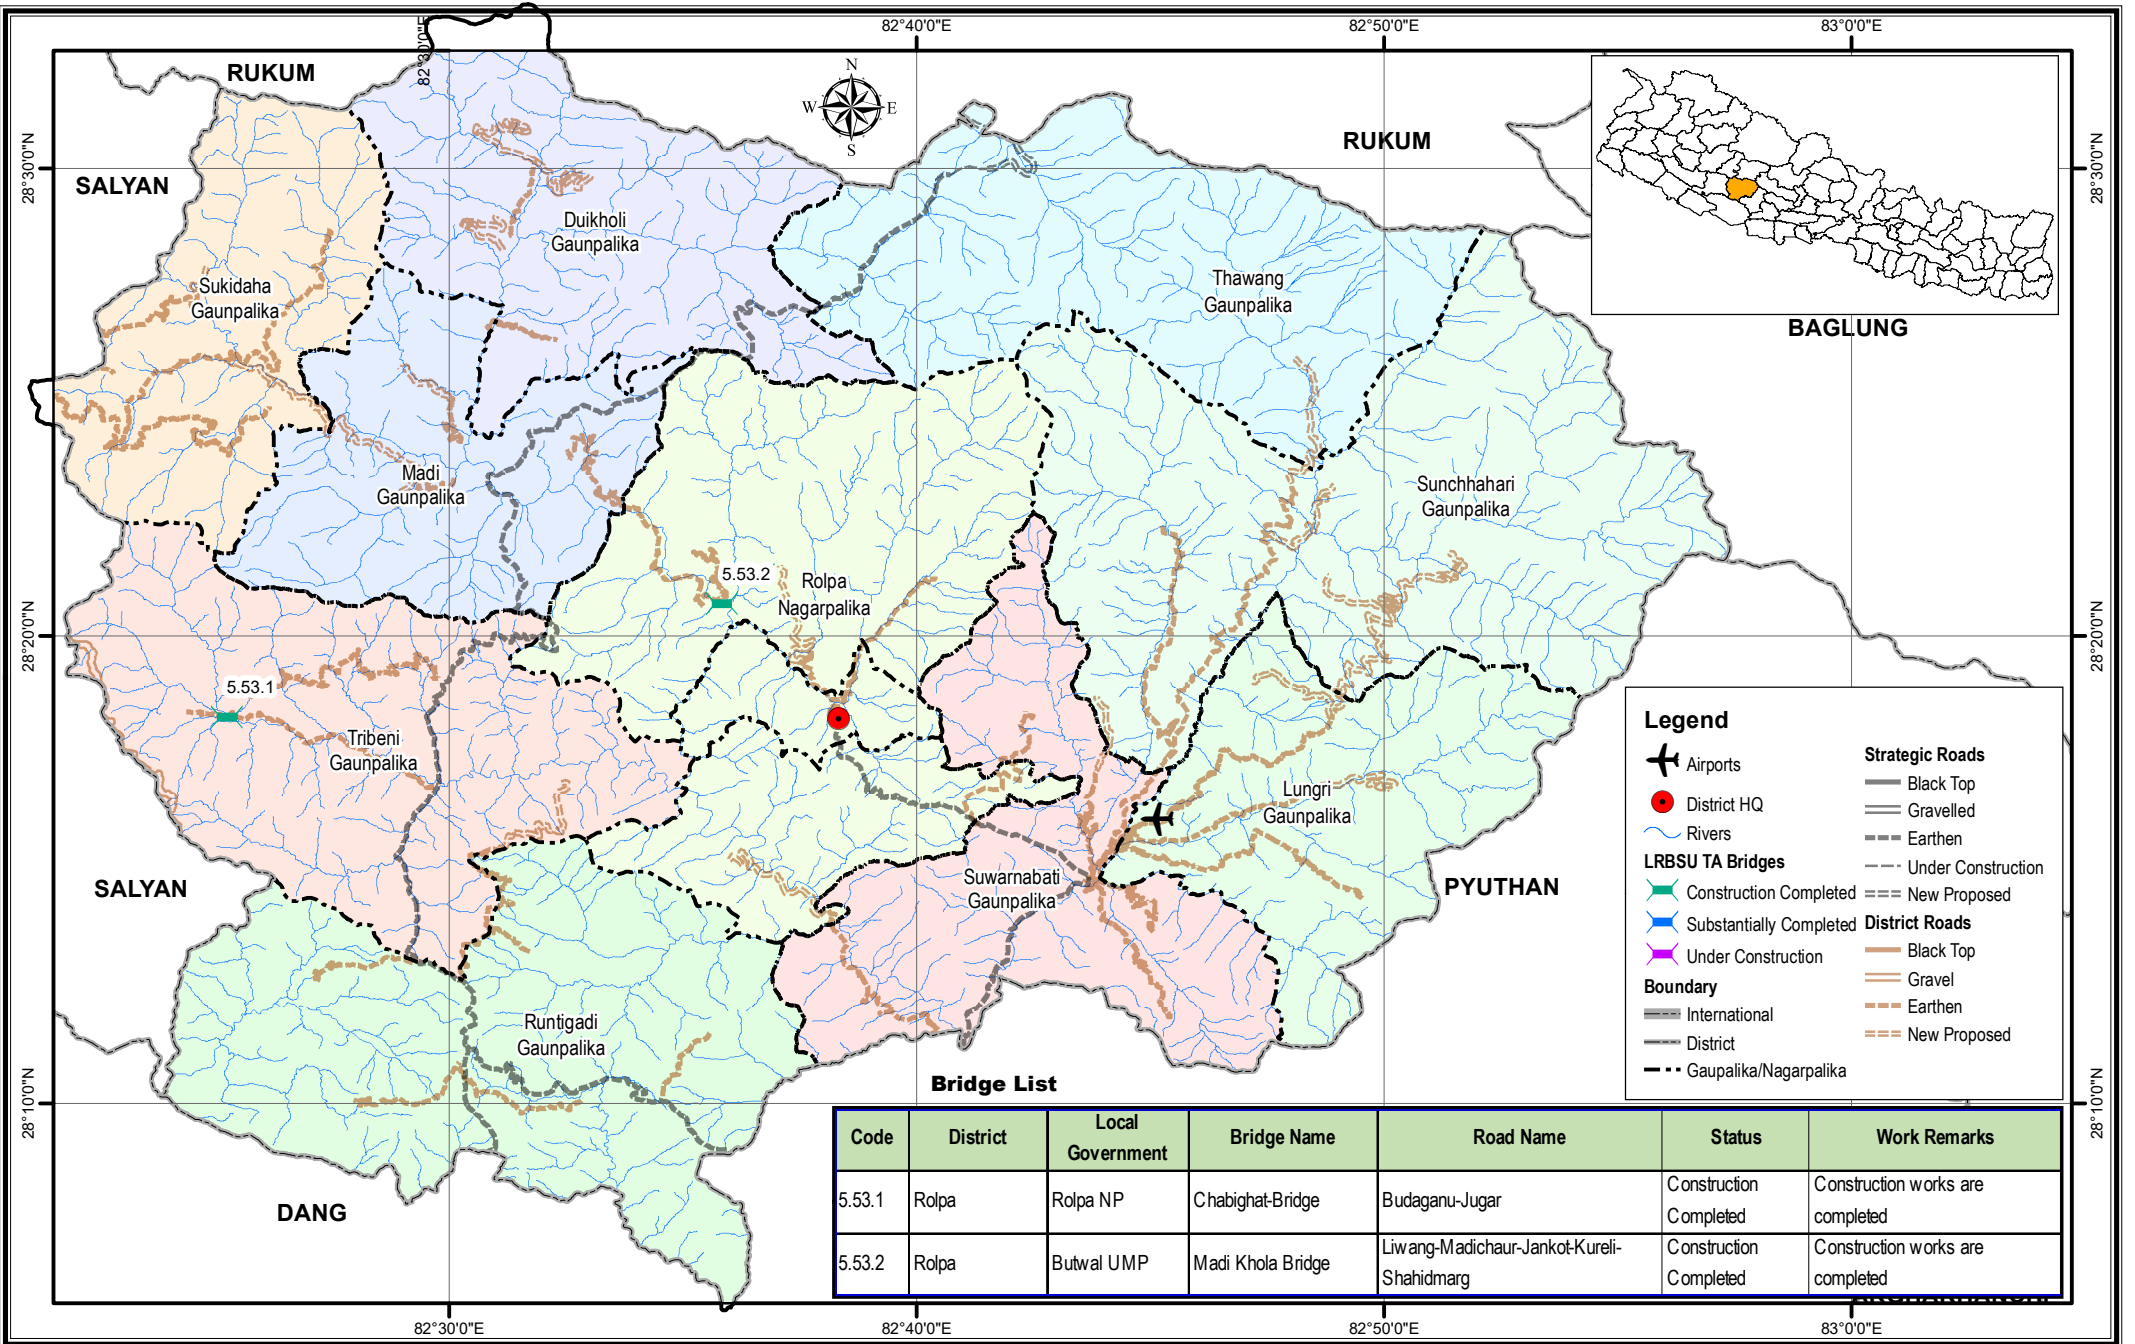 82°30'0"E
82°40'0"E
82°50'0"E
83°0'0"E
28°30'0"N
28°30'0"N
28°20'0"N
28°20'0"N
28°10'0"N
28°10'0"N
82°30'0"E
82°40'0"E
82°50'0"E
83°0'0"E
N
W
E
S
RUKUM
RUKUM
SALYAN
BAGLUNG
SALYAN
PYUTHAN
DANG
Duikholi
Gaunpalika
Sukidaha
Gaunpalika
Thawang
Gaunpalika
Madi
Gaunpalika
Sunchhahari
Gaunpalika
5.53.2
Rolpa
Nagarpalika
5.53.1
Tribeni
Gaunpalika
Lungri
Gaunpalika
Suwarnabati
Gaunpalika
Runtigadi
Gaunpalika
Legend
Airports
District HQ
Rivers
LRBSU TA Bridges
Construction Completed
Substantially Completed
Under Construction
Boundary
International
District
Gaupalika/Nagarpalika
Strategic Roads
Black Top
Gravelled
Earthen
Under Construction
New Proposed
District Roads
Black Top
Gravel
Earthen
New Proposed
Bridge List
Code District Local Government Bridge Name Road Name Status Work Remarks
5.53.1 Rolpa Rolpa NP Chabighat-Bridge Budaganu-Jugar Construction Completed Construction works are completed
5.53.2 Rolpa Butwal UMP Madi Khola Bridge Liwang-Madichaur-Jankot-Kureli-Shahidmarg Construction Completed Construction works are completed